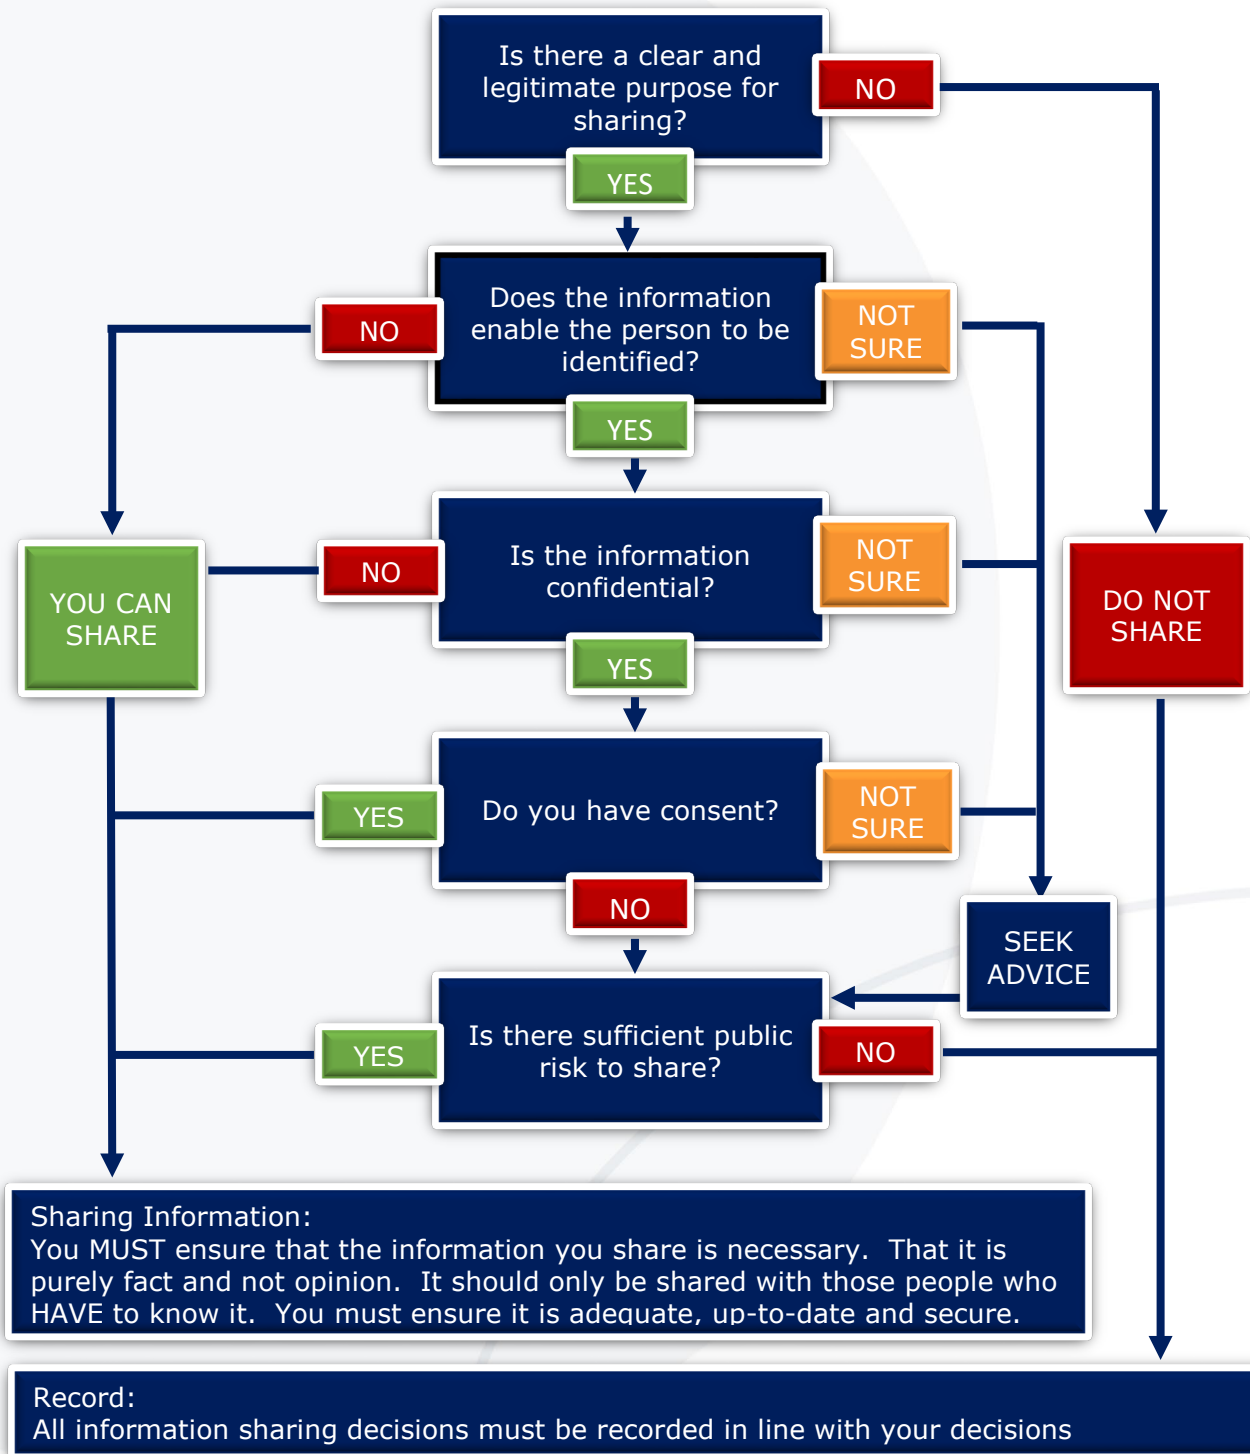 Is there a clear and
legitimate purpose for
sharing?
NO
YES
Does the information
enable the person to be
identified?
NO
NOT
SURE
YES
Is the information
confidential?
NO
NOT
SURE
YES
YOU CAN
SHARE
DO NOT
SHARE
Do you have consent?
YES
NOT
SURE
NO
SEEK
ADVICE
Is there sufficient public
risk to share?
YES
NO
Sharing Information:
You MUST ensure that the information you share is necessary.  That it is
purely fact and not opinion.  It should only be shared with those people who
HAVE to know it.  You must ensure it is adequate, up-to-date and secure.
Record:
All information sharing decisions must be recorded in line with your decisions